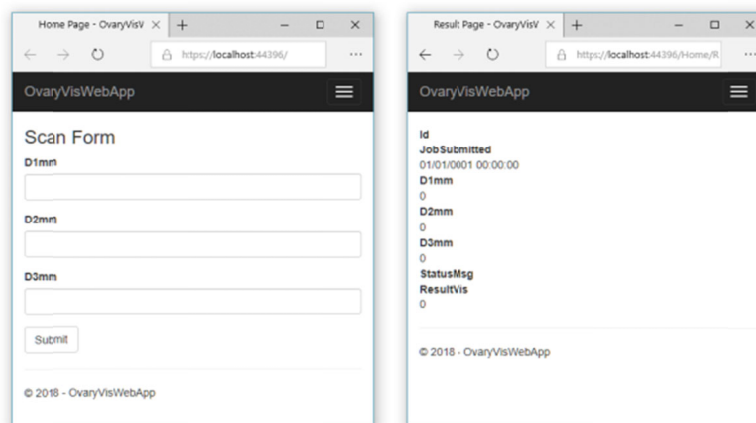 Home Page - OvaryVisV
https://localhost:44396/
OvaryVisWebApp
Scan Form
D1mm
D2mm
D3mm
Submit
© 2018 - OvaryVisWebApp
Result Page - OvaryVisV
https://localhost:44396/Home/R
OvaryVisWebApp
Id
JobSubmitted
01/01/0001 00:00:00
D1mm
0
D2mm
0
D3mm
0
StatusMsg
ResultVis
0
© 2018 - OvaryVisWebApp